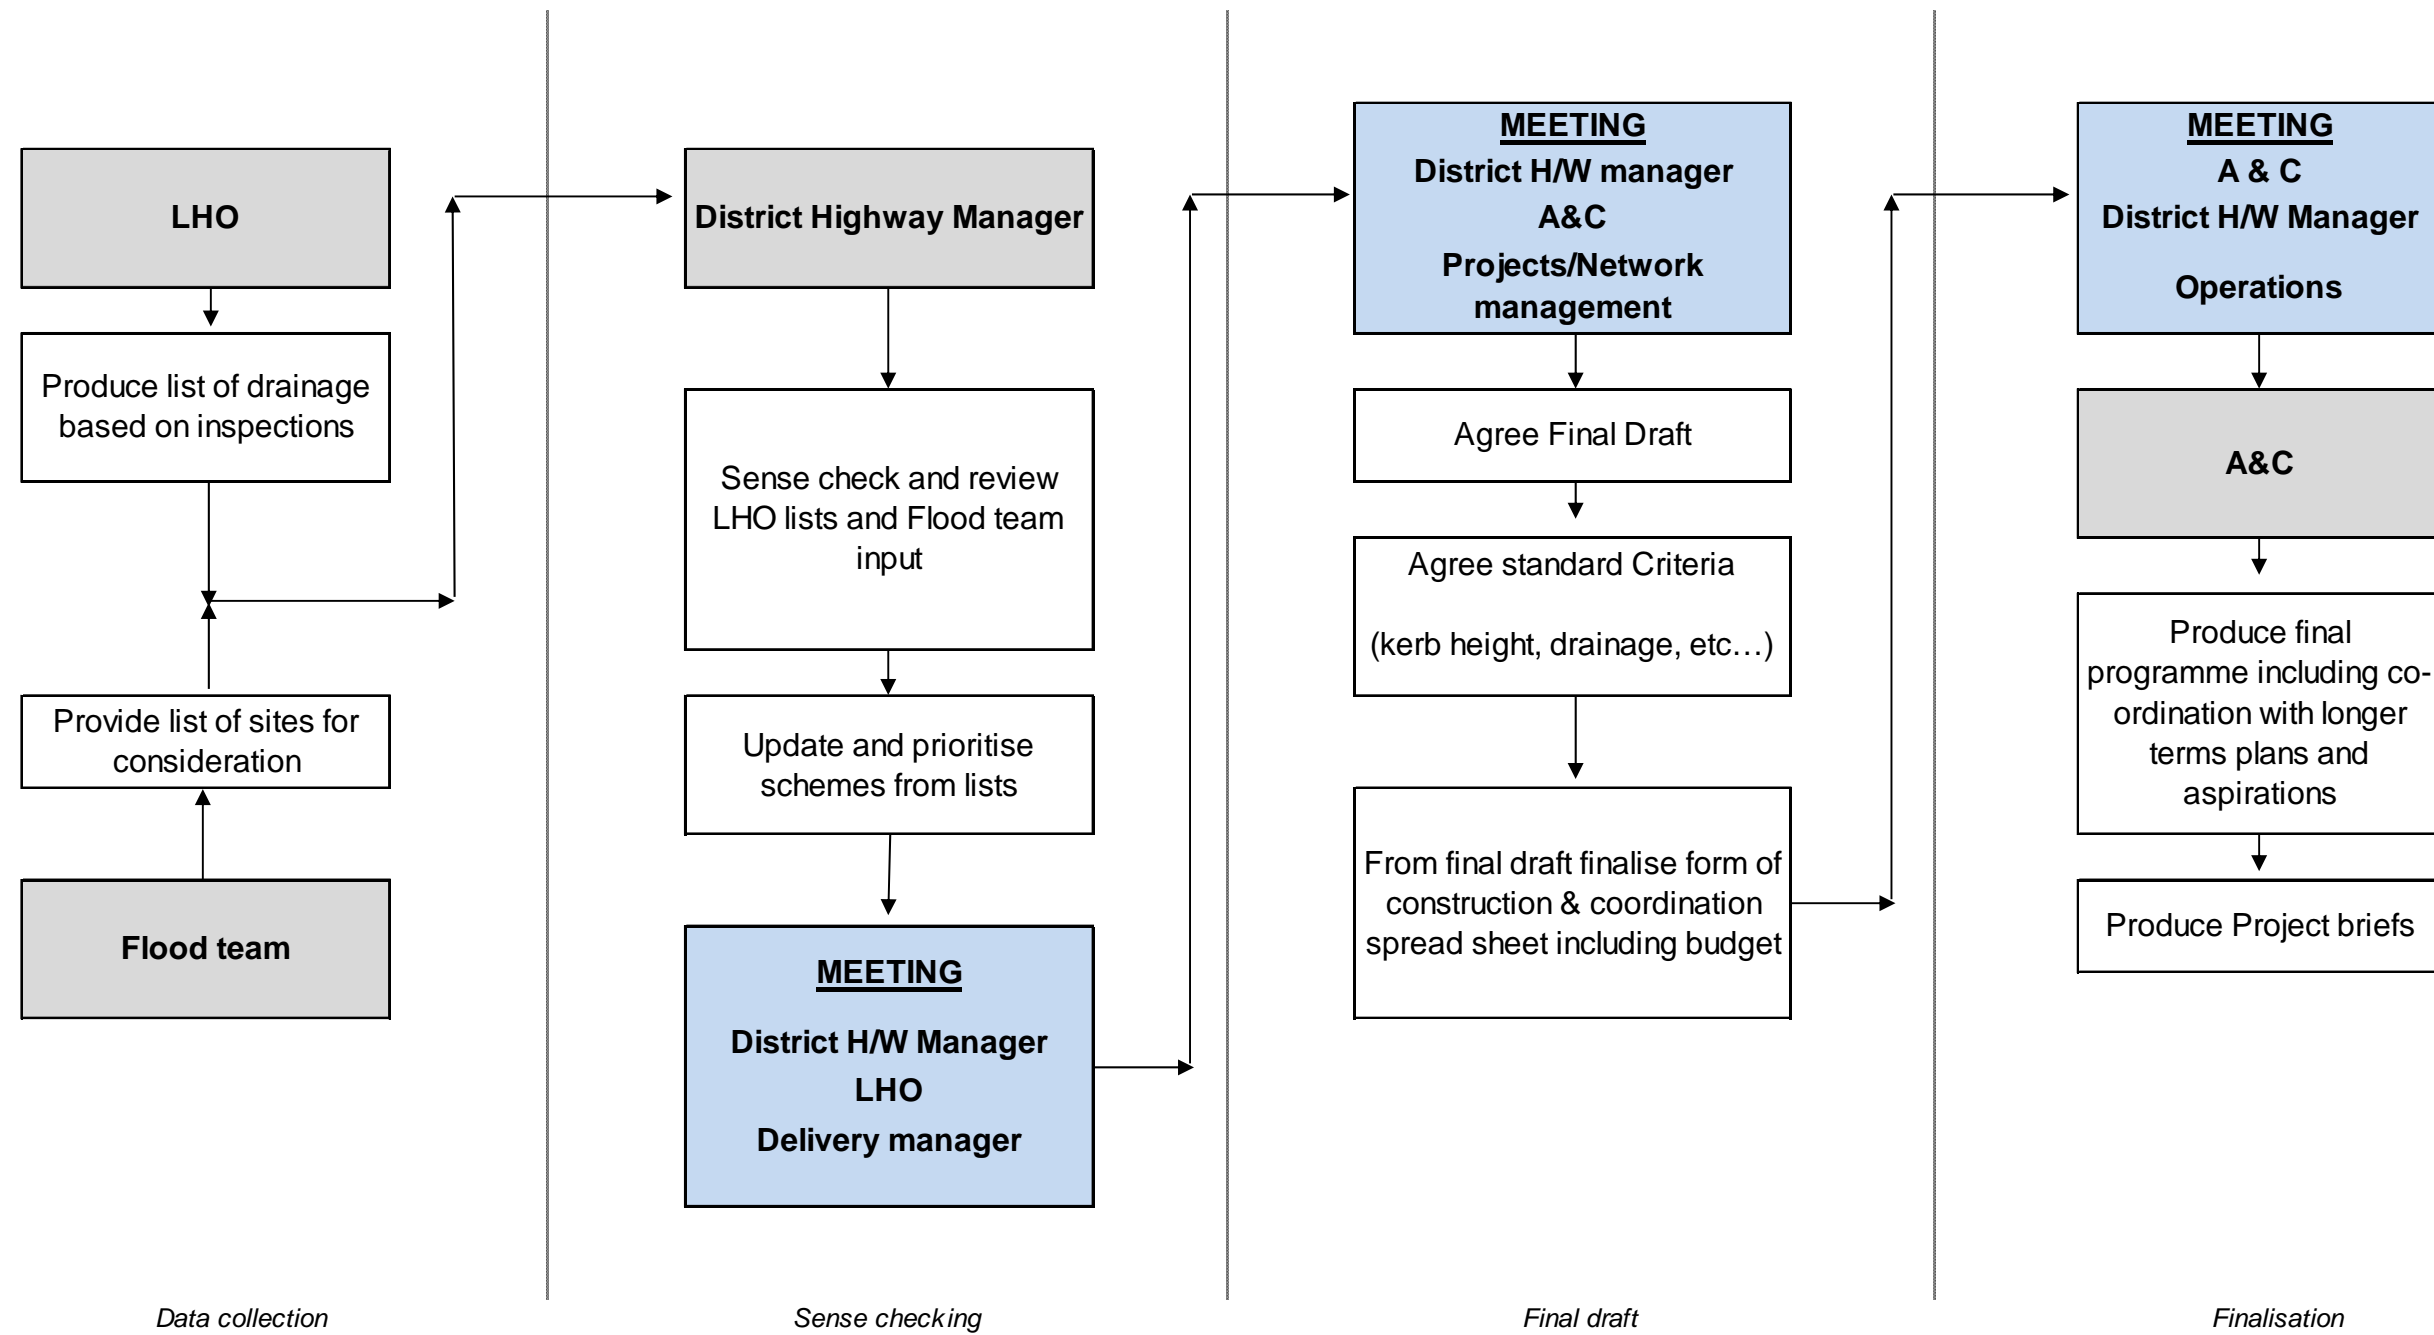 LHO
Produce list of drainage
based on inspections
Provide list of sites for
consideration
Flood team
Data collection
District Highway Manager
Sense check and review
LHO lists and Flood team
input
Update and prioritise
schemes from lists
MEETING
District H/W Manager
LHO
Delivery manager
Sense checking
MEETING
District H/W manager
A&C
Projects/Network
management
Agree Final Draft
Agree standard Criteria
(kerb height, drainage, etc…)
From final draft finalise form of
construction & coordination
spread sheet including budget
Final draft
MEETING
A & C
District H/W Manager
Operations
A&C
Produce final
programme including co-
ordination with longer
terms plans and
aspirations
Produce Project briefs
Finalisation